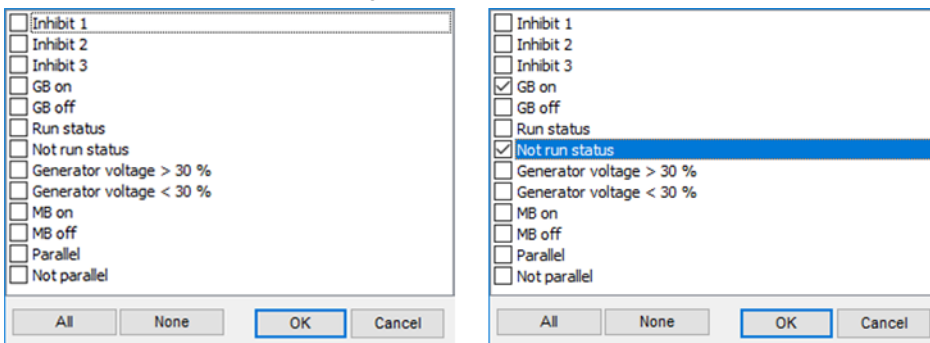 Inhibit 1
Inhibit 2
Inhibit 3
GB on
GB off
Run status
Not run status
Generator voltage > 30 %
Generator voltage < 30 %
MB on
MB off
Parallel
Not parallel
All None OK Cancel
Inhibit 1
Inhibit 2
Inhibit 3
GB on
GB off
Run status
Not run status
Generator voltage > 30 %
Generator voltage < 30 %
MB on
MB off
Parallel
Not parallel
All None OK Cancel